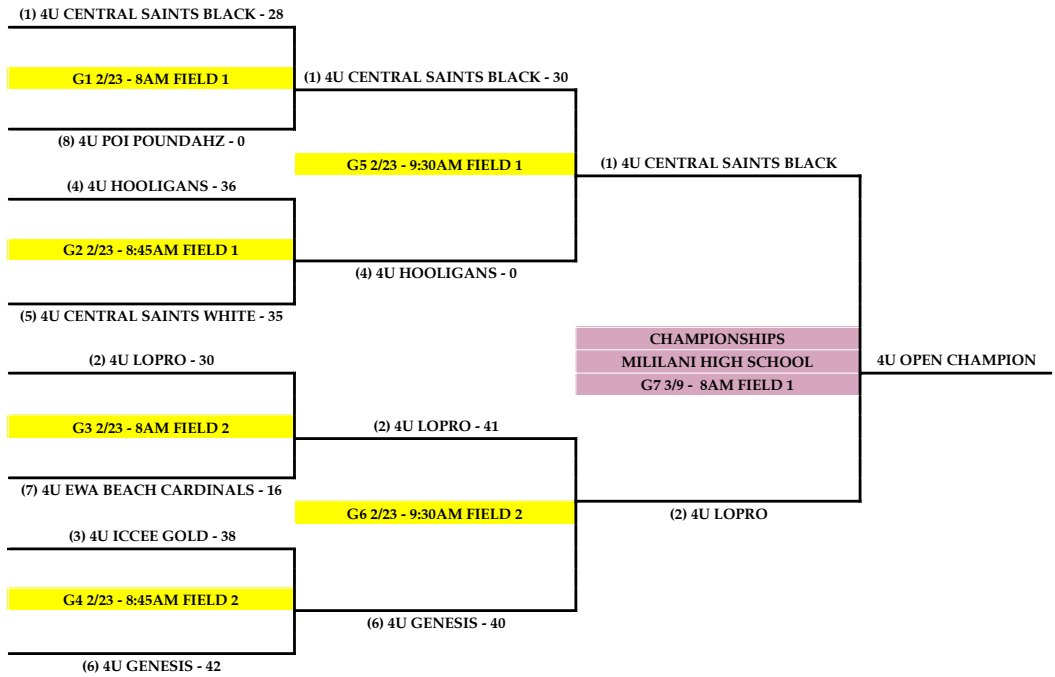 (1) 4U CENTRAL SAINTS BLACK - 28
G1 2/23 - 8AM FIELD 1
(1) 4U CENTRAL SAINTS BLACK - 30
(8) 4U POI POUNDAHZ - 0
G5 2/23 - 9:30AM FIELD 1
(1) 4U CENTRAL SAINTS BLACK
(4) 4U HOOLIGANS - 36
G2 2/23 - 8:45AM FIELD 1
(4) 4U HOOLIGANS - 0
(5) 4U CENTRAL SAINTS WHITE - 35
CHAMPIONSHIPS
MILILANI HIGH SCHOOL
G7 3/9 - 8AM FIELD 1
4U OPEN CHAMPION
(2) 4U LOPRO - 30
G3 2/23 - 8AM FIELD 2
(2) 4U LOPRO - 41
(7) 4U EWA BEACH CARDINALS - 16
G6 2/23 - 9:30AM FIELD 2
(2) 4U LOPRO
(3) 4U ICCEE GOLD - 38
G4 2/23 - 8:45AM FIELD 2
(6) 4U GENESIS - 40
(6) 4U GENESIS - 42